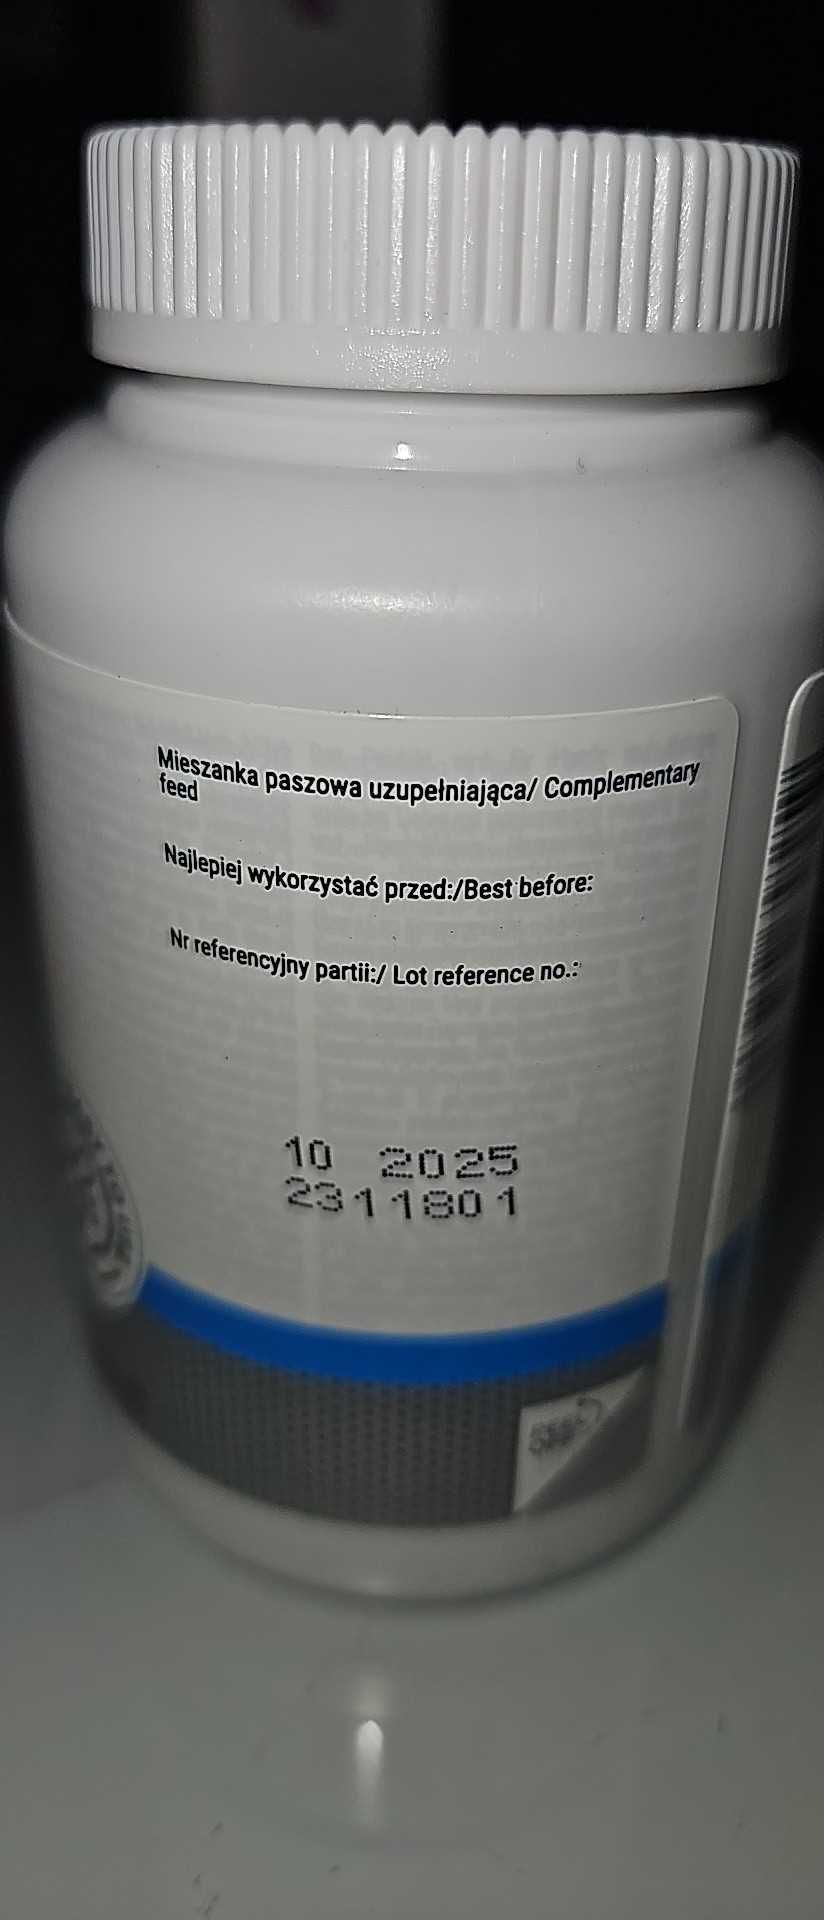 Mieszanka paszowa uzupełniająca/ Complementary
feed
Najlepiej wykorzystać przed:/Best before:
Nr referencyjny partii:/ Lot reference no.:
10 2025
2311801